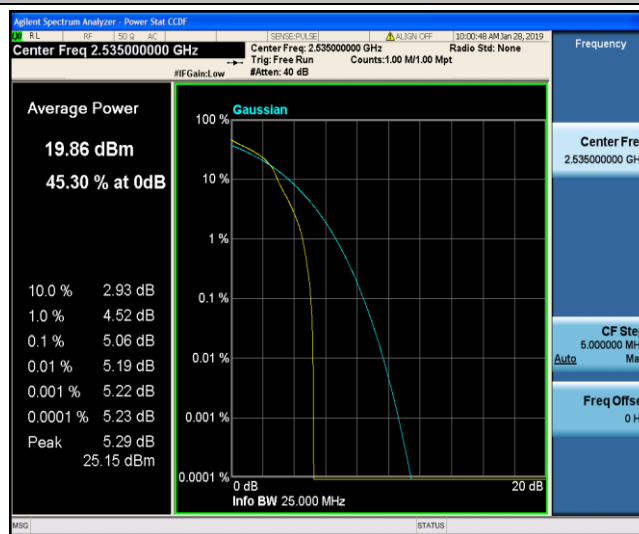 Agilent Spectrum Analyzer - Power Stat CCDF
RL RF 50 Ω AC SENSE:PULSE ALIGN OFF 10:00:48 AM Jan 28, 2019
Center Freq 2.535000000 GHz
Center Freq: 2.535000000 GHz Radio Std: None
Trig: Free Run Counts:1.00 M/1.00 Mpt
#IFGain:Low #Atten: 40 dB
Frequency
Average Power
19.86 dBm
45.30 % at 0dB
10.0 % 2.93 dB
1.0 % 4.52 dB
0.1 % 5.06 dB
0.01 % 5.19 dB
0.001 % 5.22 dB
0.0001 % 5.23 dB
Peak 5.29 dB
25.15 dBm
Gaussian
100 %
10 %
1 %
0.1 %
0.01 %
0.001 %
0.0001 %
0 dB 20 dB
Info BW 25.000 MHz
Center Fre
2.535000000 GH
CF Ste
5.000000 MH
Auto Ma
Freq Offse
0 H
MSG STATUS